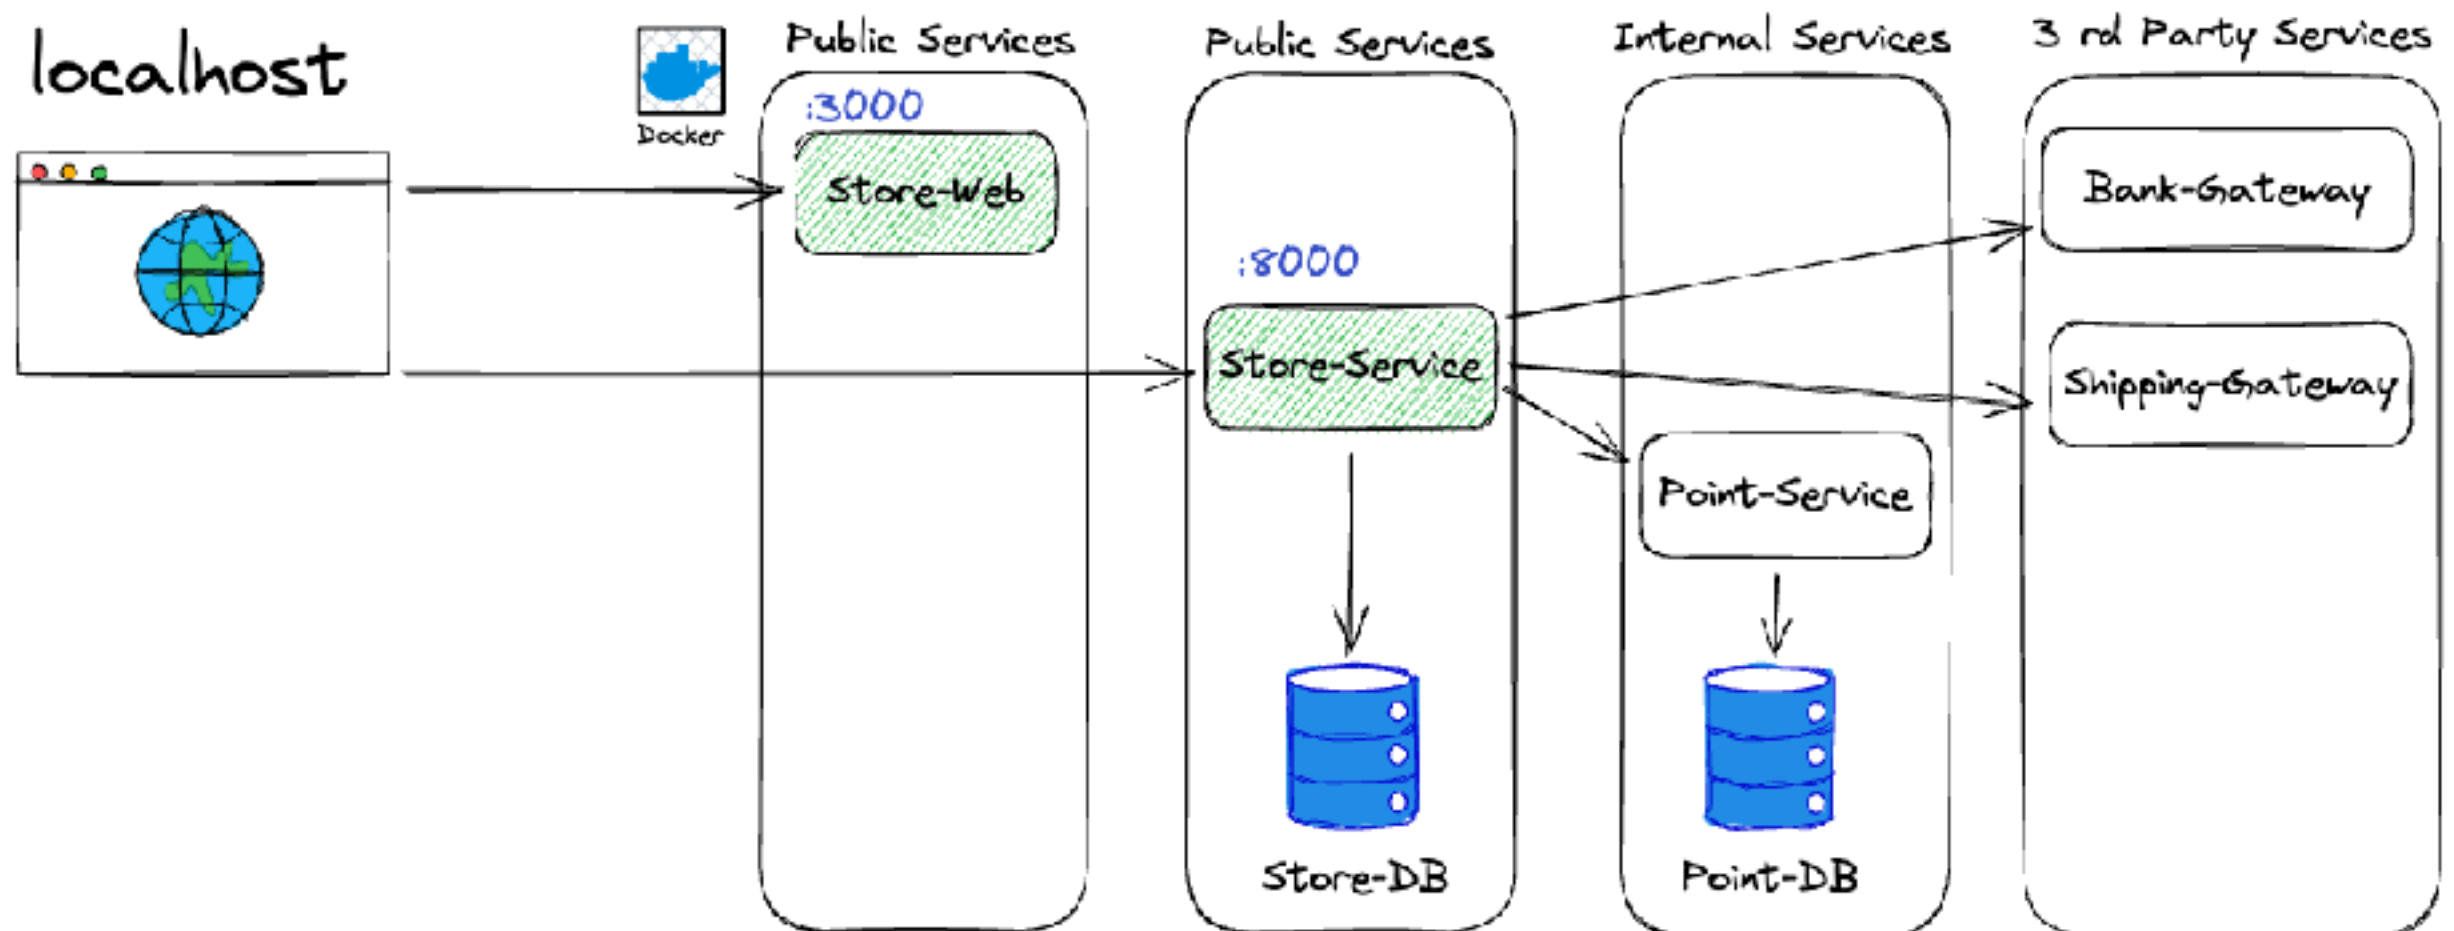 localhost
Docker
Public Services
:3000
Store-Web
Public Services
:8000
Store-Service
Store-DB
Internal Services
Point-Service
Point-DB
3 rd Party Services
Bank-Gateway
Shipping-Gateway